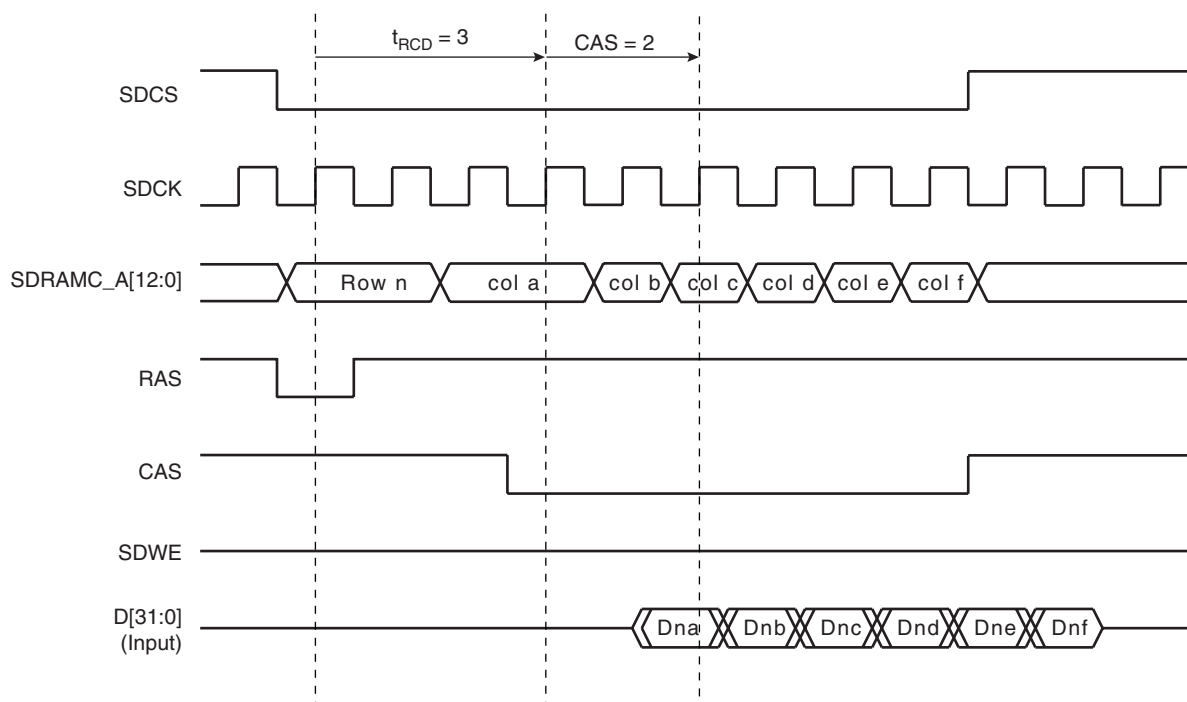 tRCD = 3
CAS = 2
SDCS
SDCK
SDRAMC_A[12:0]
Row n
col a
col b
col c
col d
col e
col f
RAS
CAS
SDWE
D[31:0]
(Input)
Dna
Dnb
Dnc
Dnd
Dne
Dnf